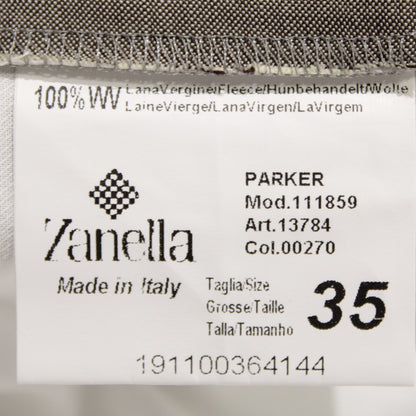 100% WV LanaVergine/Fleece/Hunbehandelt/Wolle
LaineVierge/LanaVirgen/LaVirgem
Zanella
Made in Italy
PARKER
Mod.111859
Art.13784
Col.00270
Taglia/Size
Grosse/Taille
Talla/Tamanho
35
191100364144